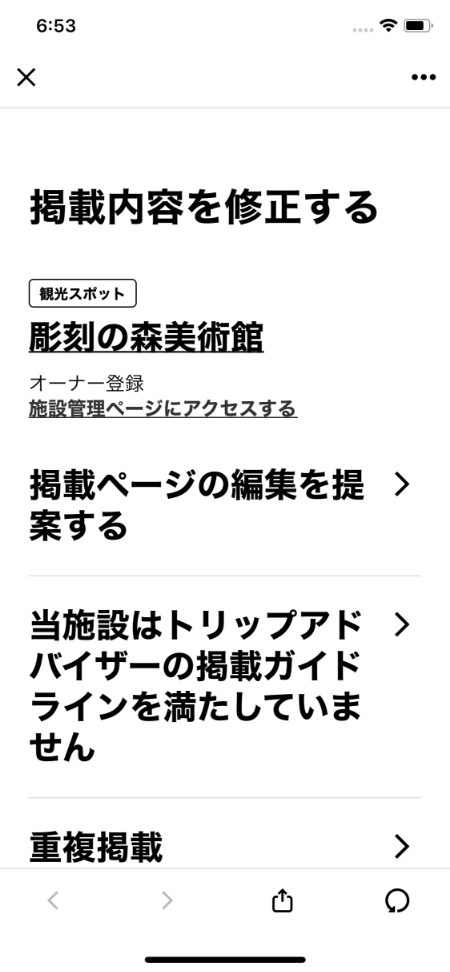 6:53
掲載内容を修正する
観光スポット
彫刻の森美術館
オーナー登録
施設管理ページにアクセスする
掲載ページの編集を提
案する
当施設はトリップアド
バイザーの掲載ガイド
ラインを満たしていま
せん
重複掲載